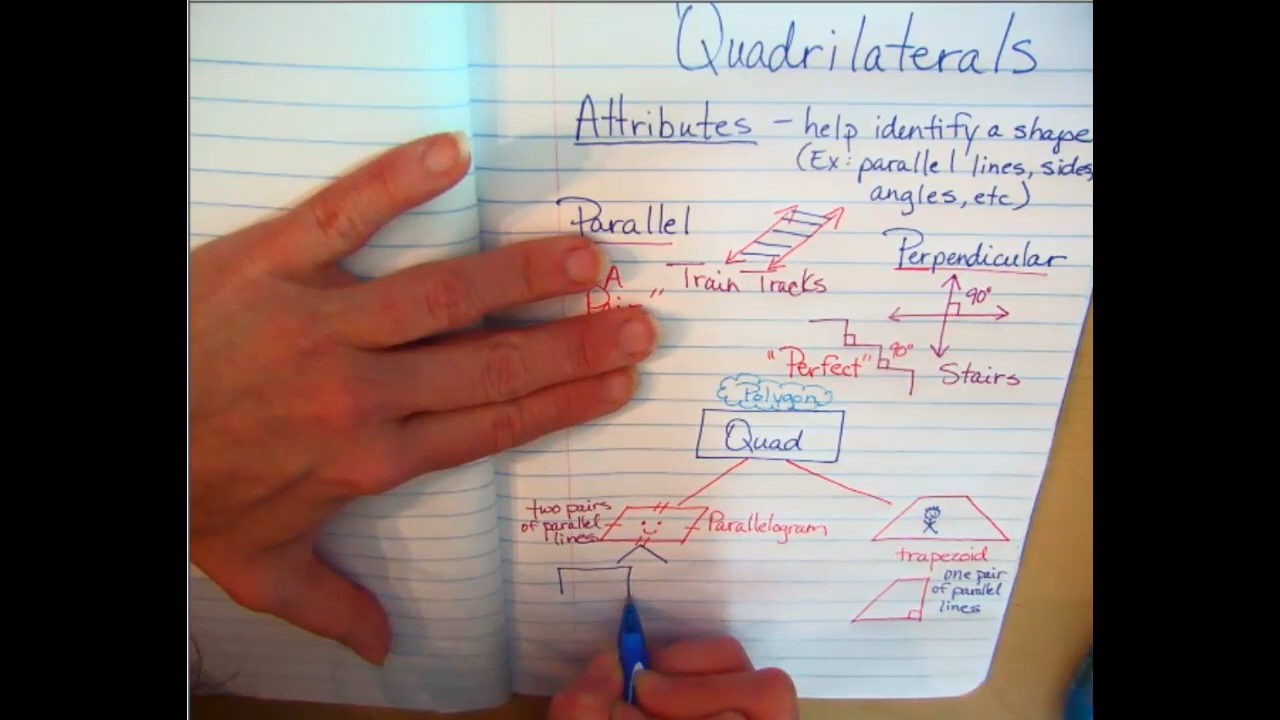 Quadrilaterals
Attributes - help identify a shape
(Ex: parallel lines, sides,
angles, etc.)
Parallel
A
"
Train Tracks
Perpendicular
90°
"Perfect"
90°
Stairs
Polygon
Quad
two pairs
of parallel
lines
Parallelogram
trapezoid
one pair
of parallel
lines